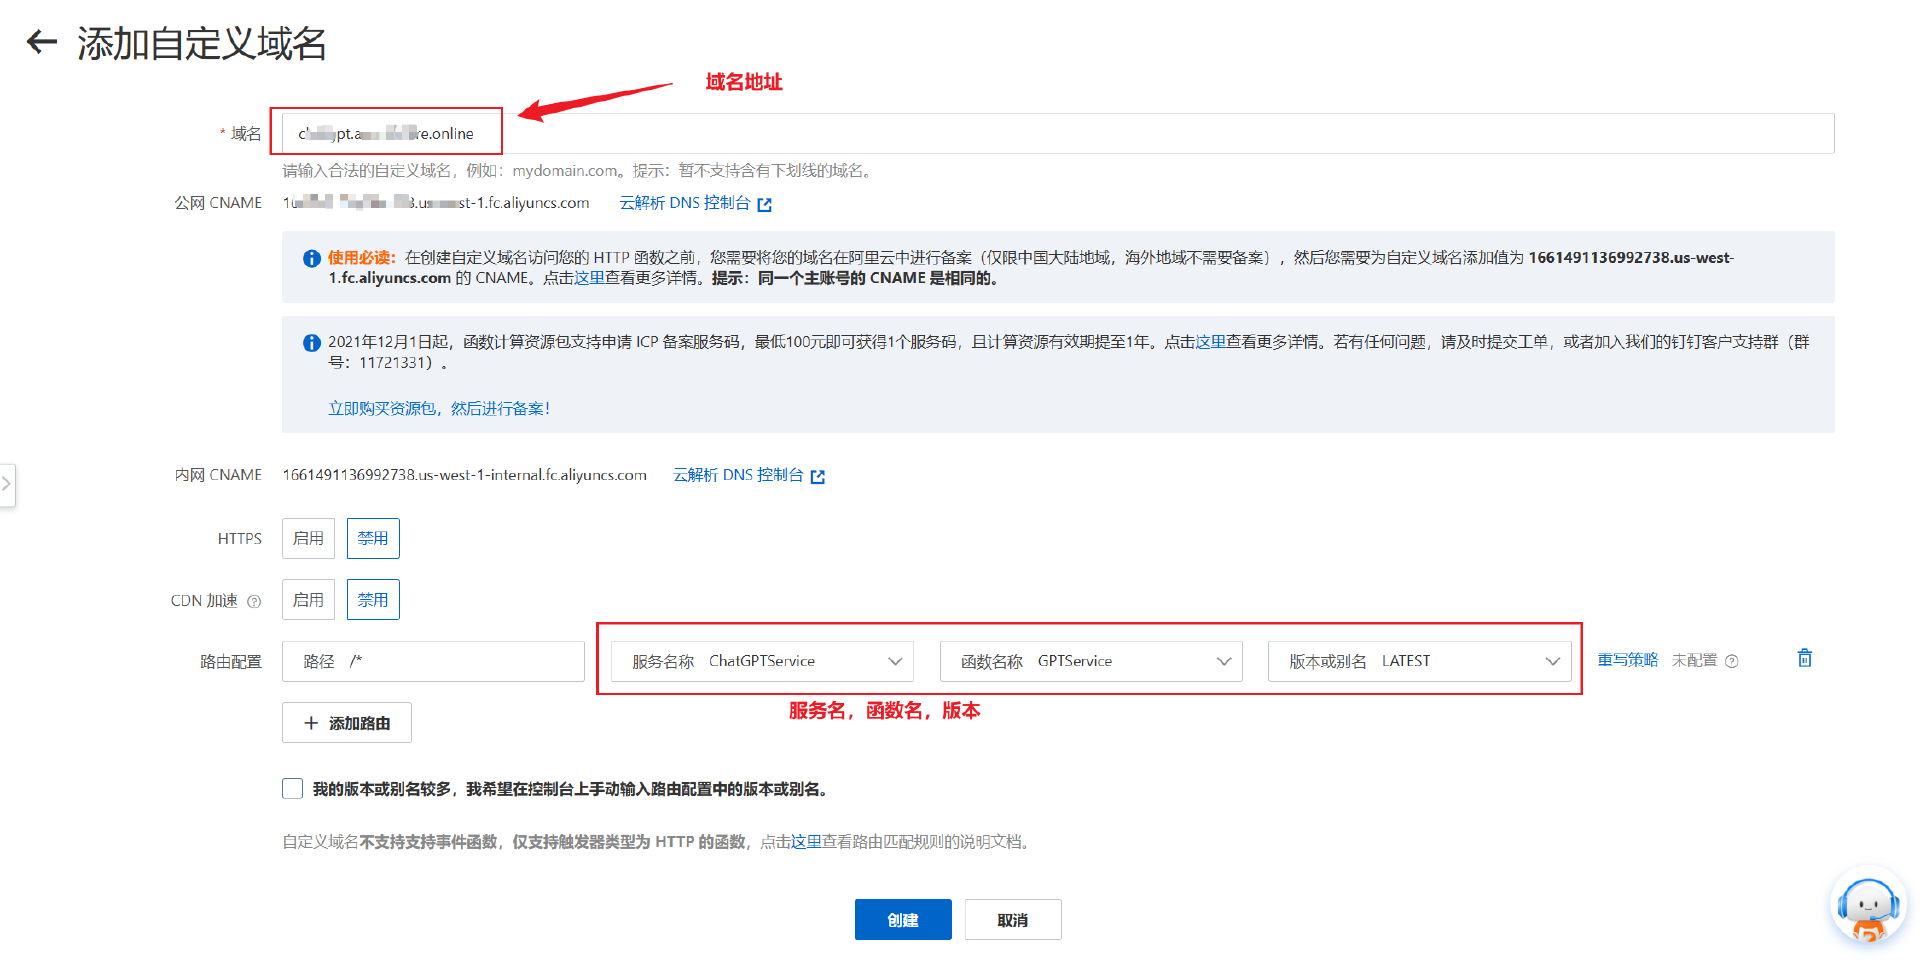 添加自定义域名
域名地址
* 域名
pt.a re.online
请输入合法的自定义域名，例如：mydomain.com。提示：暂不支持含有下划线的域名。
公网 CNAME
st-1.fc.aliyuncs.com 云解析 DNS 控制台
使用必读：在创建自定义域名访问您的 HTTP 函数之前，您需要将您的域名在阿里云中进行备案（仅限中国大陆地域，海外地域不需要备案），然后您需要为自定义域名添加值为 1661491136992738.us-west-
1.fc.aliyuncs.com 的 CNAME。点击这里查看更多详情。提示：同一个主账号的 CNAME 是相同的。
2021年12月1日起，函数计算资源包支持申请 ICP 备案服务码，最低100元即可获得1个服务码，且计算资源有效期提至1年。点击这里查看更多详情。若有任何问题，请及时提交工单，或者加入我们的钉钉客户支持群（群
号：11721331）。
立即购买资源包，然后进行备案！
内网 CNAME 1661491136992738.us-west-1-internal.fc.aliyuncs.com 云解析 DNS 控制台
HTTPS 启用 禁用
CDN 加速 启用 禁用
路由配置 路径 /* 服务名称 ChatGPTService 函数名称 GPTService 版本或别名 LATEST 重写策略 未配置
服务名，函数名，版本
添加路由
我的版本或别名较多，我希望在控制台上手动输入路由配置中的版本或别名。
自定义域名不支持支持事件函数，仅支持触发器类型为 HTTP 的函数，点击这里查看路由匹配规则的说明文档。
创建 取消